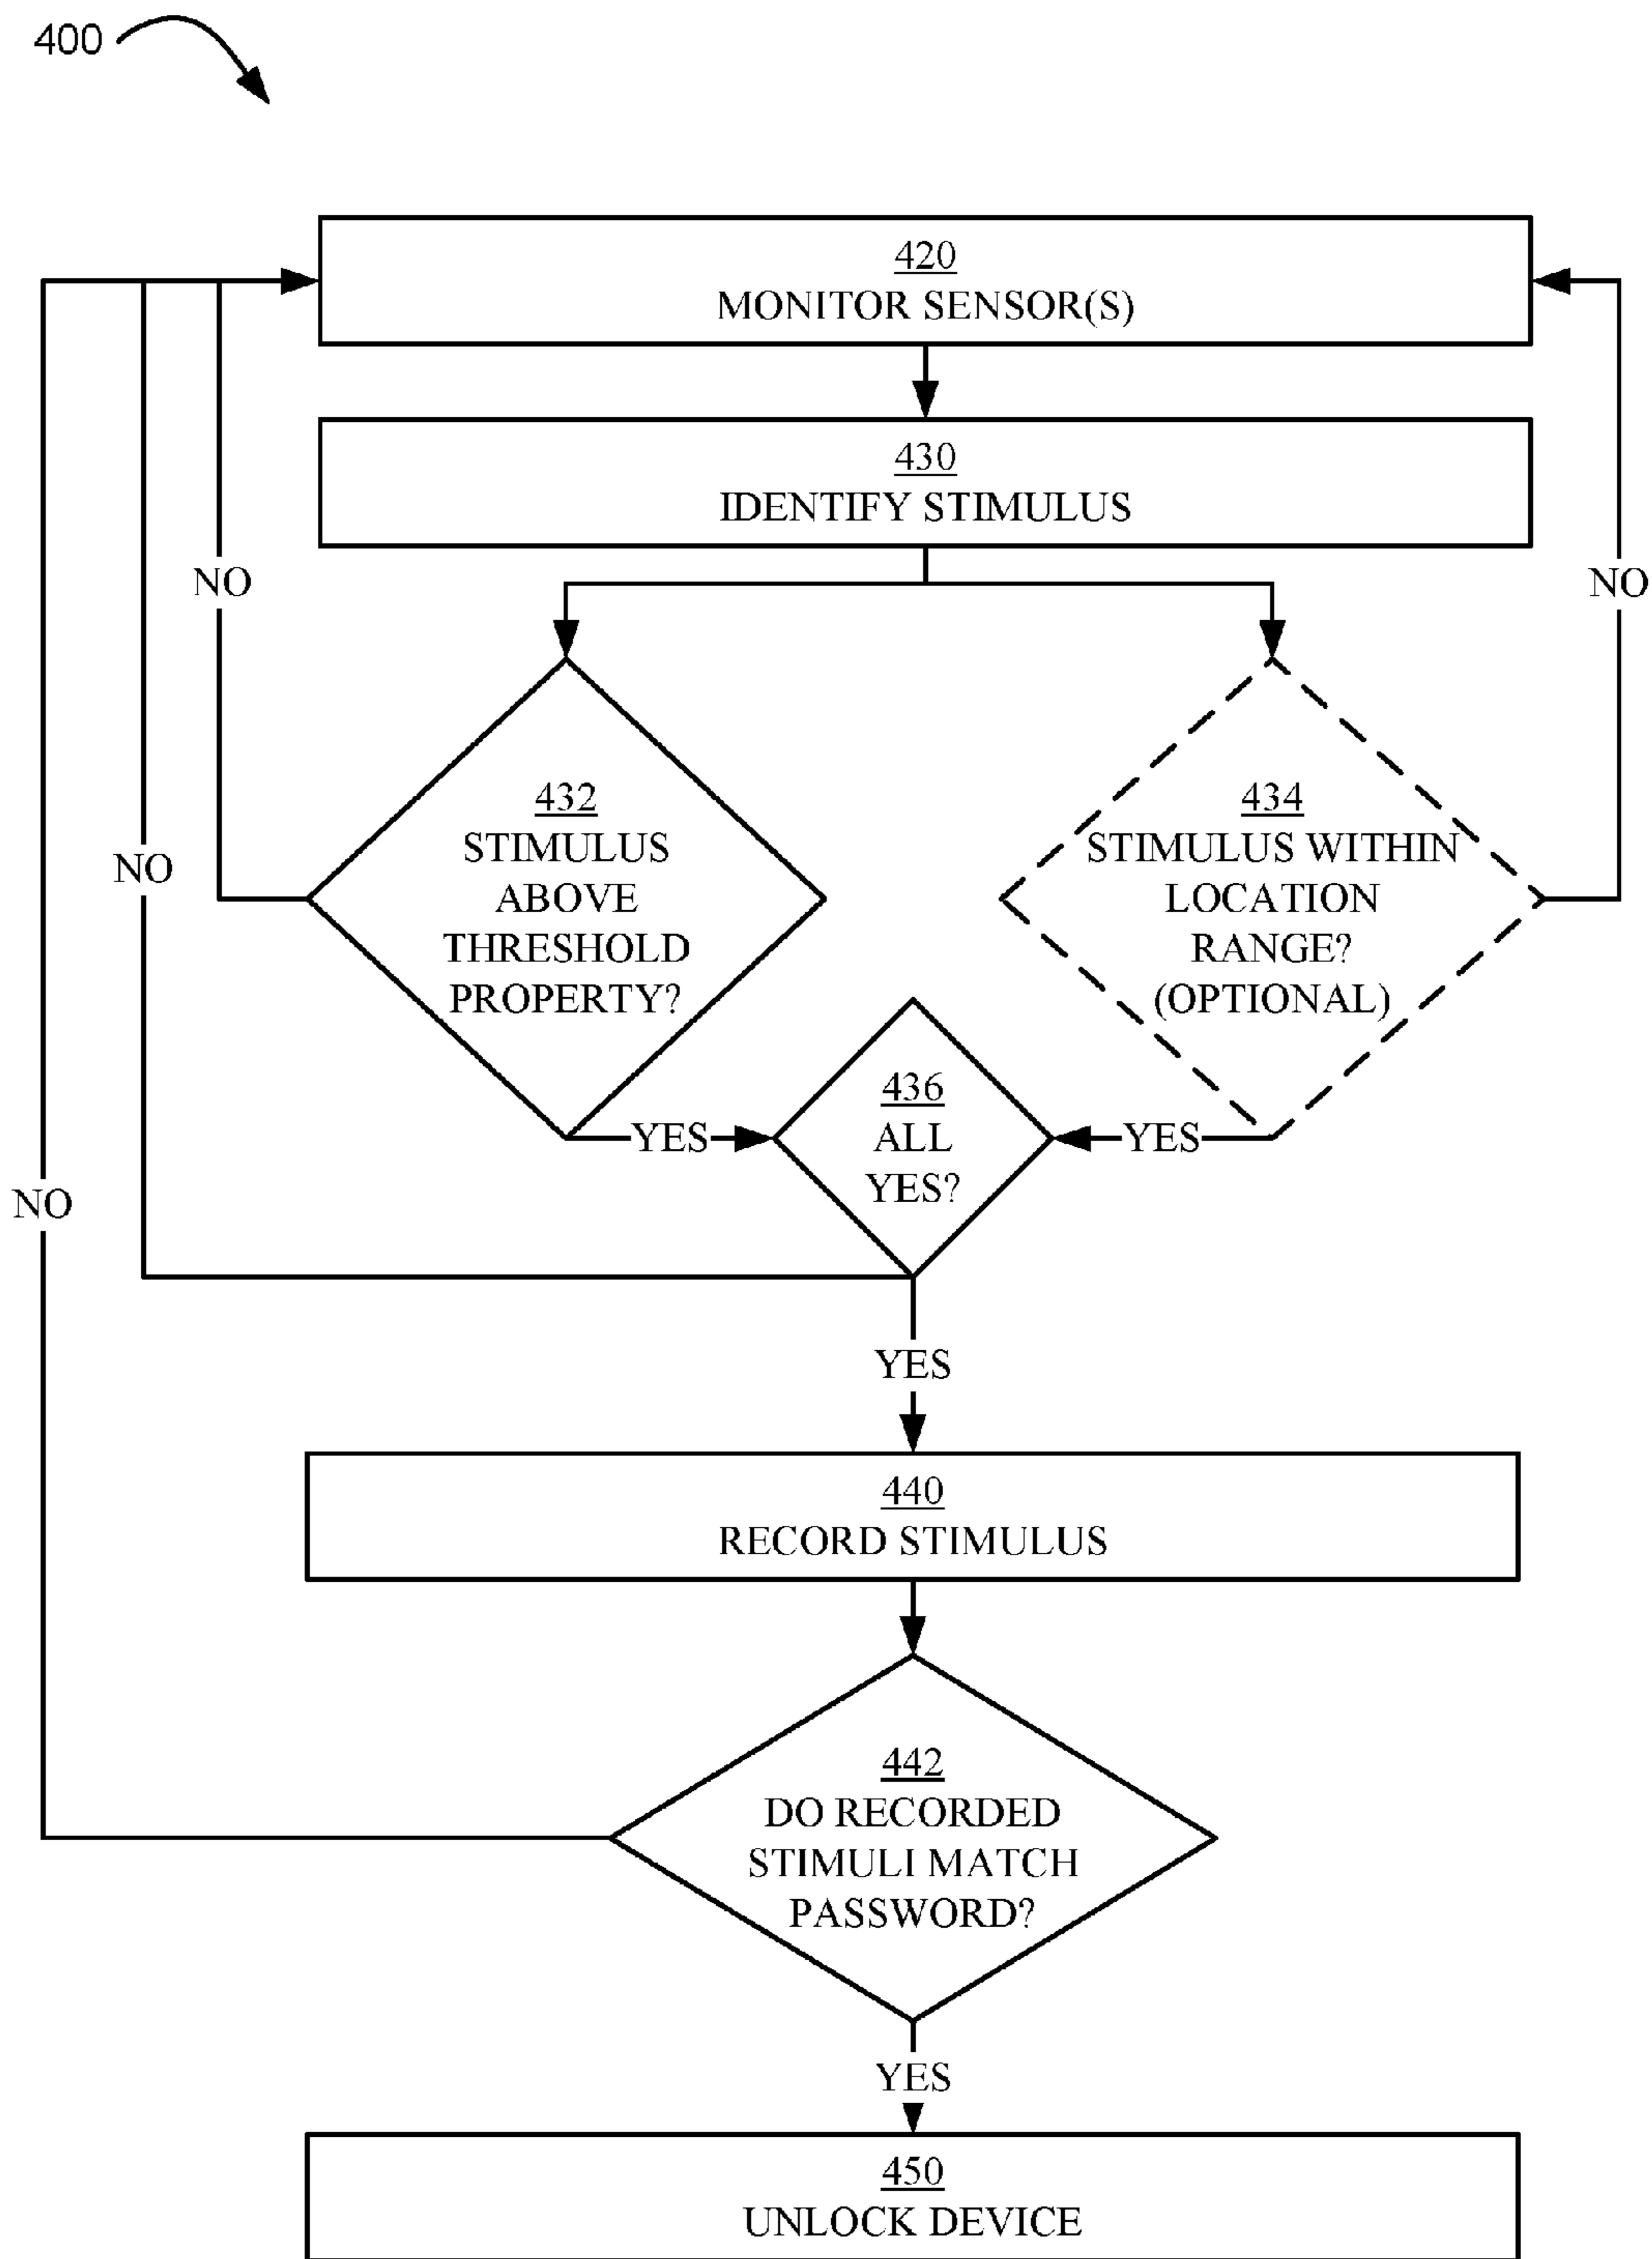 400
420
MONITOR SENSOR(S)
430
IDENTIFY STIMULUS
NO
NO
432
STIMULUS
ABOVE
THRESHOLD
PROPERTY?
434
STIMULUS WITHIN
LOCATION
RANGE?
(OPTIONAL)
NO
436
ALL
YES?
YES
YES
NO
YES
440
RECORD STIMULUS
442
DO RECORDED
STIMULI MATCH
PASSWORD?
YES
450
UNLOCK DEVICE